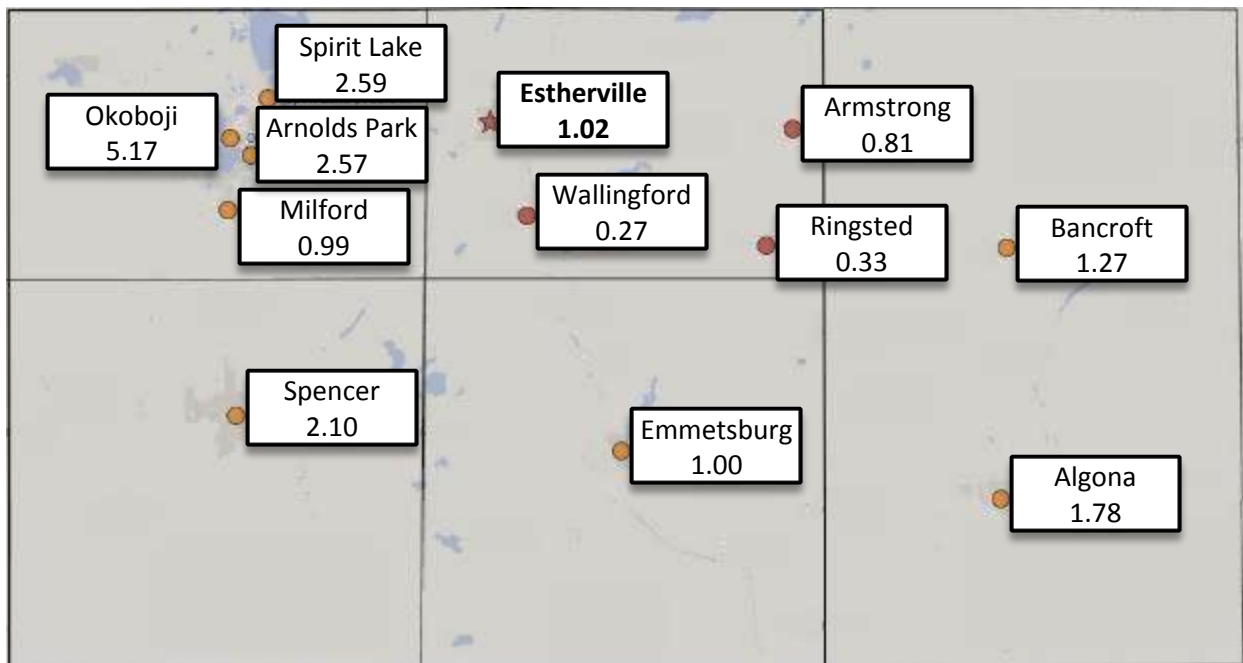 Spirit Lake
2.59
Okoboji
5.17
Arnolds Park
2.57
Milford
0.99
Estherville
1.02
Wallingford
0.27
Armstrong
0.81
Ringsted
0.33
Bancroft
1.27
Spencer
2.10
Emmetsburg
1.00
Algona
1.78